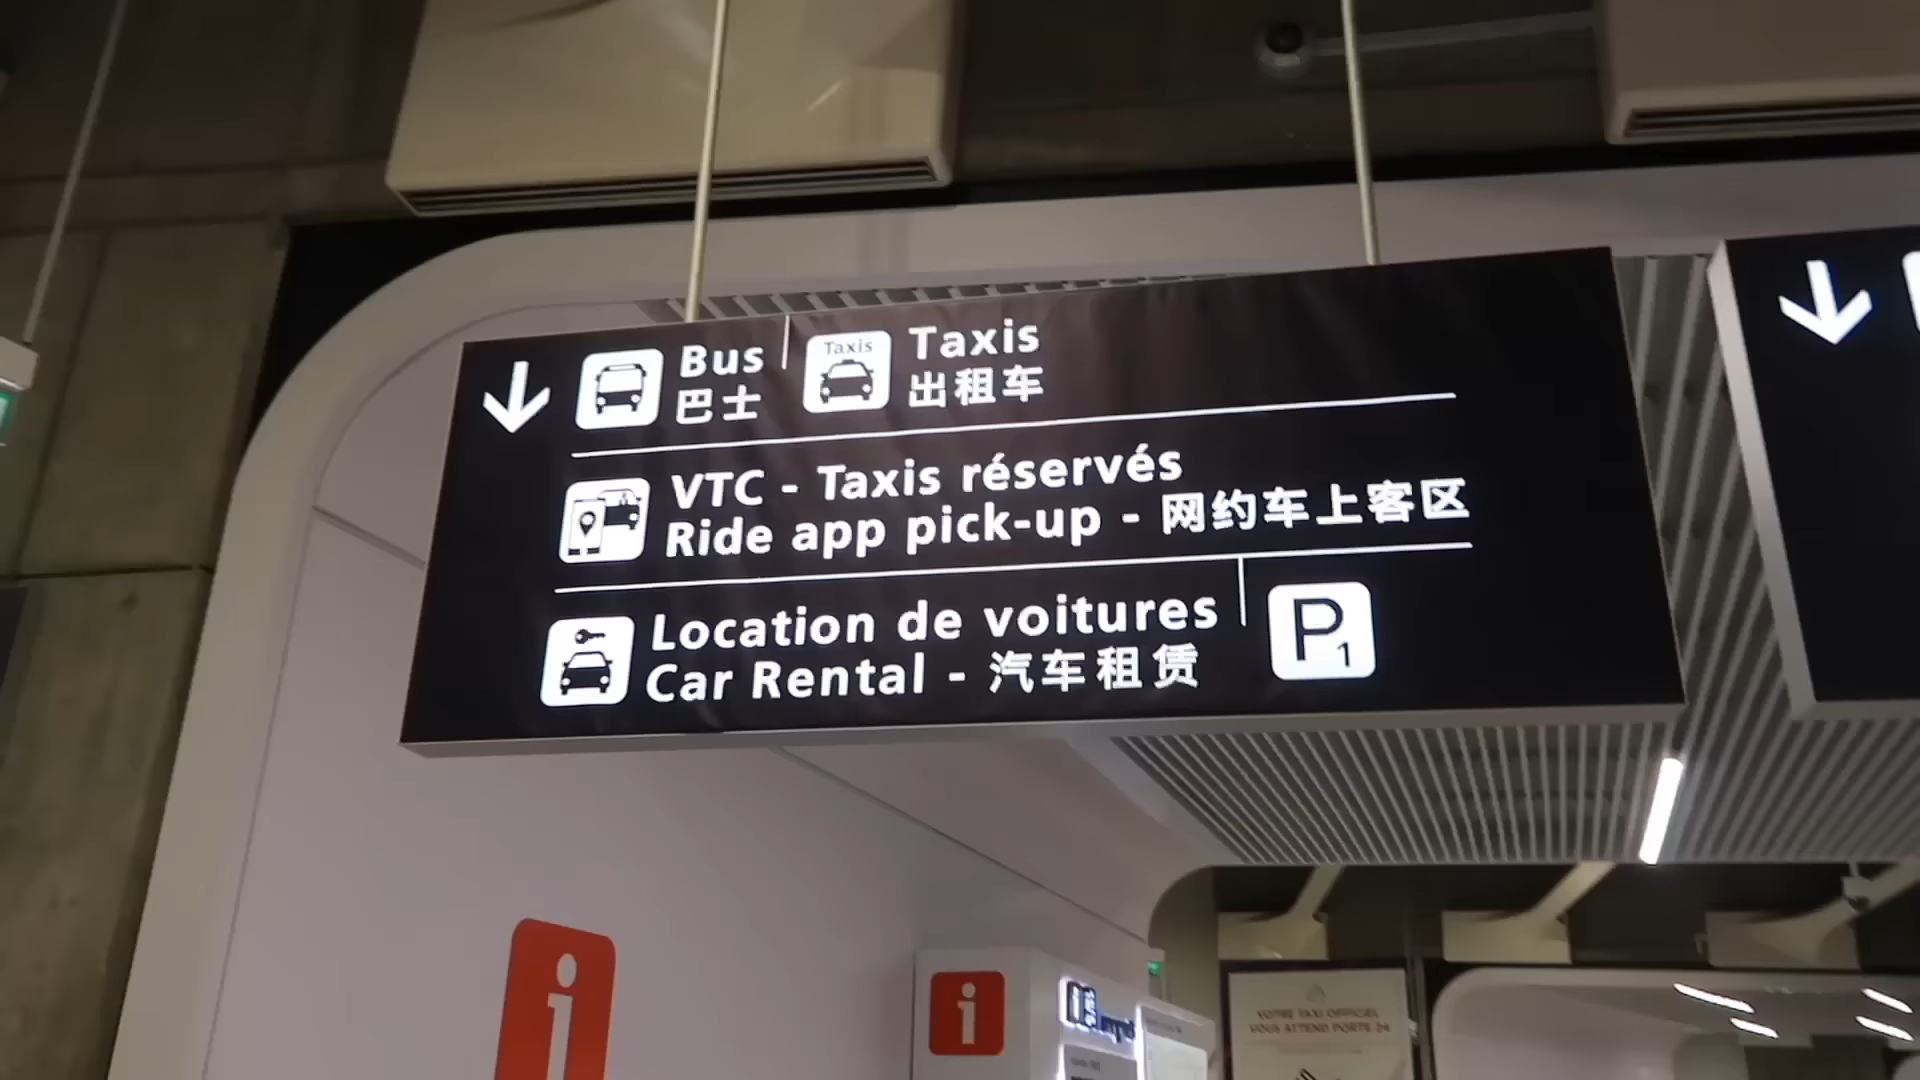 Bus
巴士
Taxis
Taxis
出租车
VTC - Taxis réservés
Ride app pick-up - 网约车上客区
Location de voitures
Car Rental - 汽车租赁
P1
i
i
VOTRE TAXI OFFICIEL
VOUS ATTEND PORTE 24